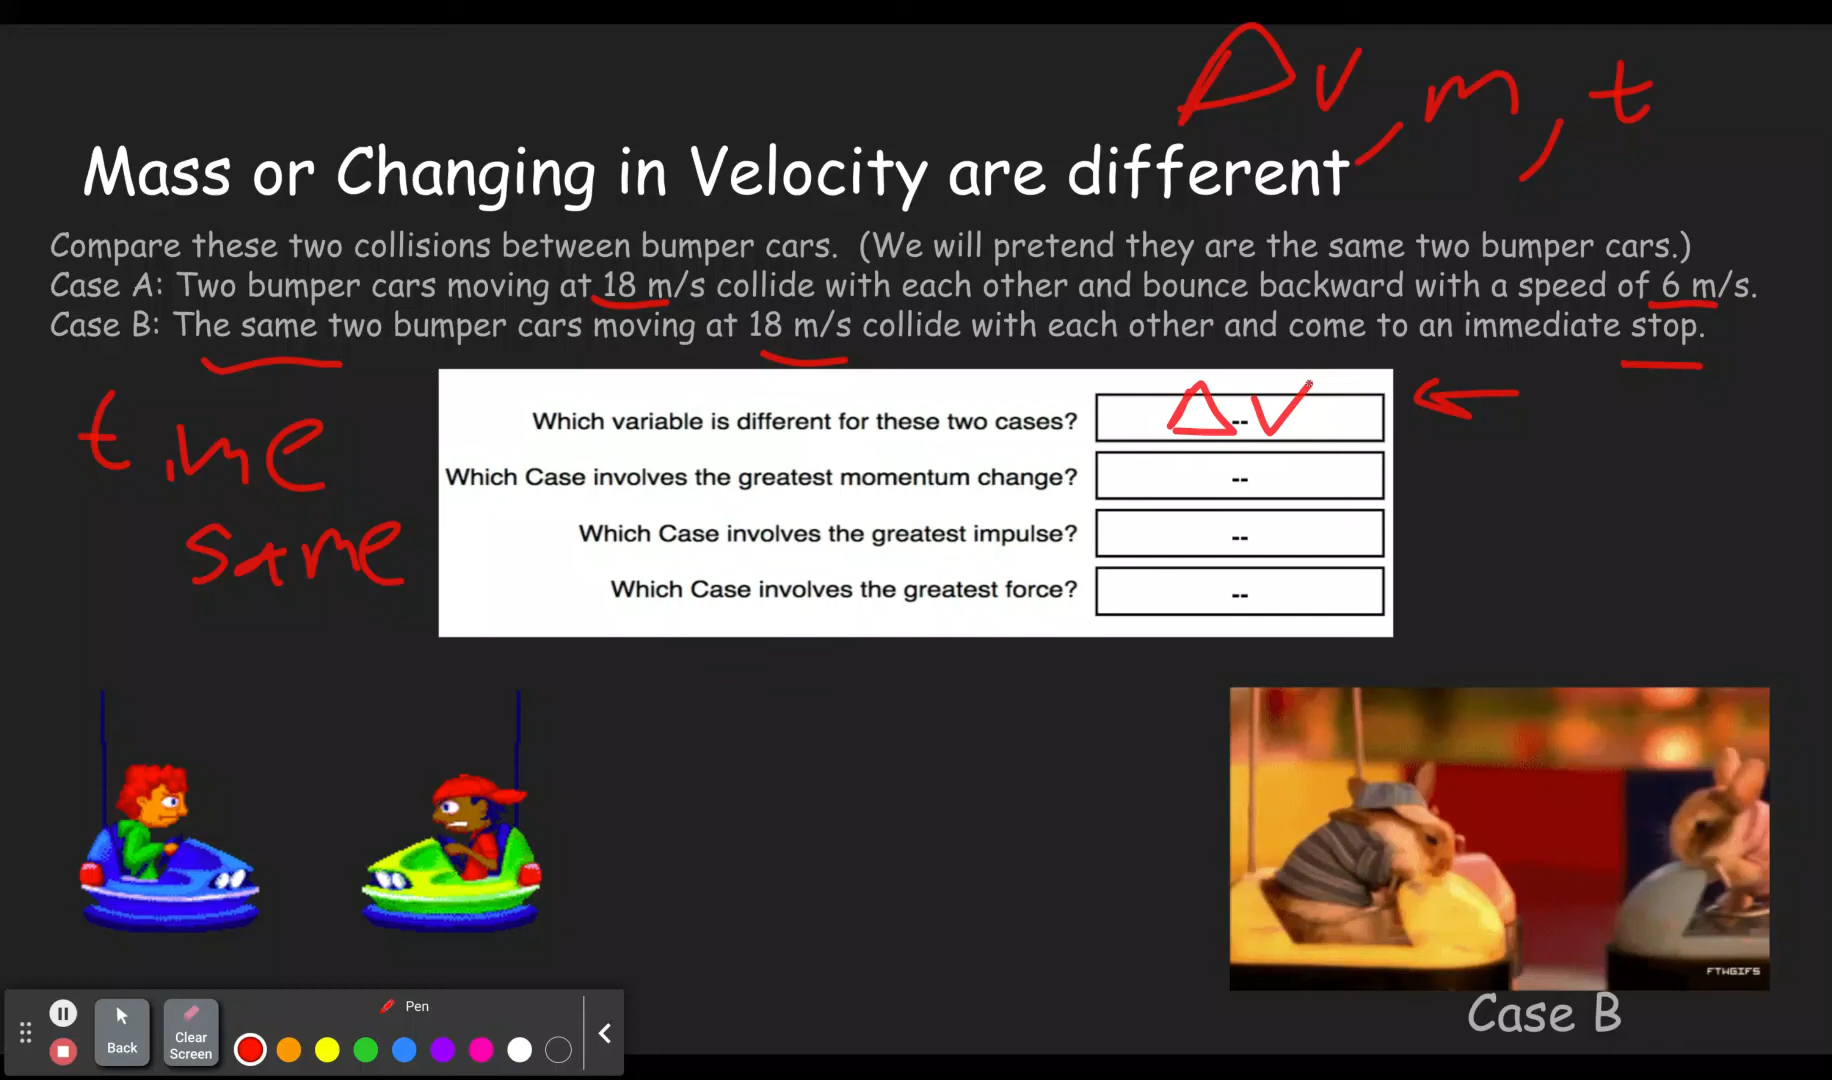 Δv, m, t
Mass or Changing in Velocity are different
Compare these two collisions between bumper cars. (We will pretend they are the same two bumper cars.)
Case A: Two bumper cars moving at 18 m/s collide with each other and bounce backward with a speed of 6 m/s.
Case B: The same two bumper cars moving at 18 m/s collide with each other and come to an immediate stop.
time
same
Which variable is different for these two cases? -- ΔV
Which Case involves the greatest momentum change? --
Which Case involves the greatest impulse? --
Which Case involves the greatest force? --
FTWGIFS
Case B
Pen
Back
Clear
Screen